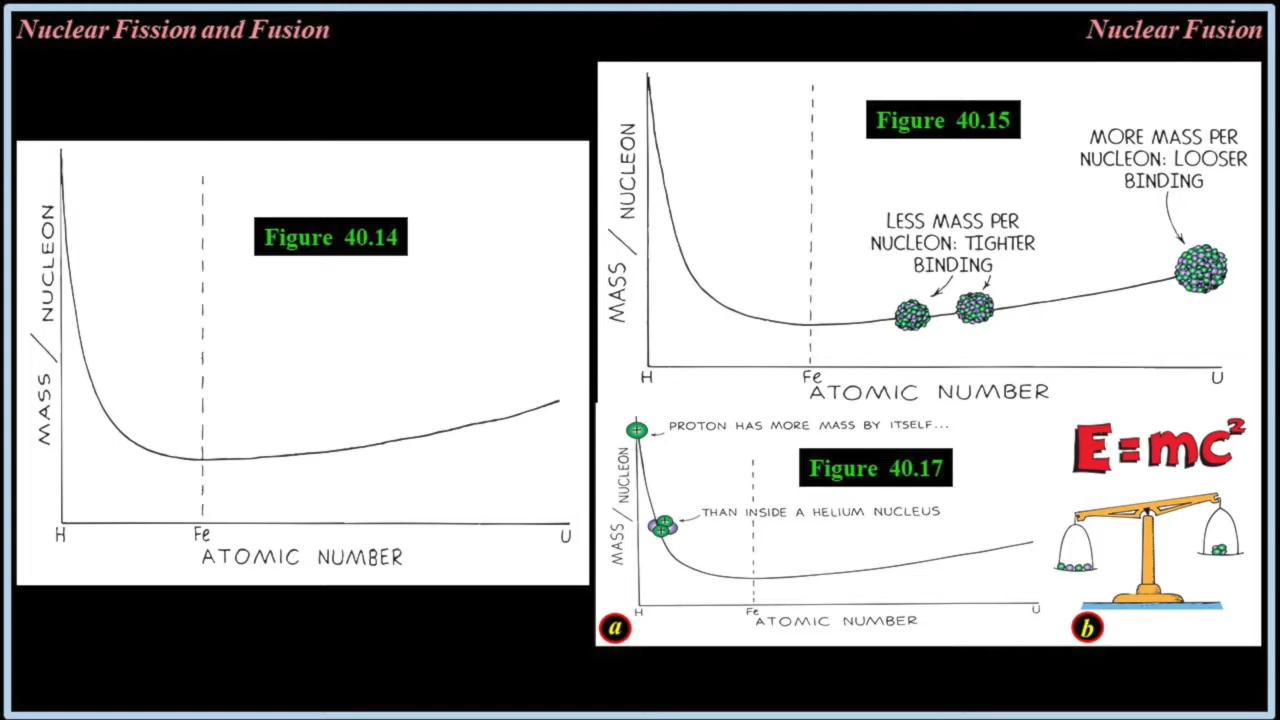 Nuclear Fission and Fusion
Nuclear Fusion
MASS / NUCLEON
Figure 40.14
H
Fe
U
ATOMIC NUMBER
MASS / NUCLEON
Figure 40.15
MORE MASS PER
NUCLEON: LOOSER
BINDING
LESS MASS PER
NUCLEON: TIGHTER
BINDING
H
Fe
U
ATOMIC NUMBER
MASS / NUCLEON
+
PROTON HAS MORE MASS BY ITSELF...
Figure 40.17
+
+
THAN INSIDE A HELIUM NUCLEUS
H
Fe
U
ATOMIC NUMBER
a
E=mc²
b